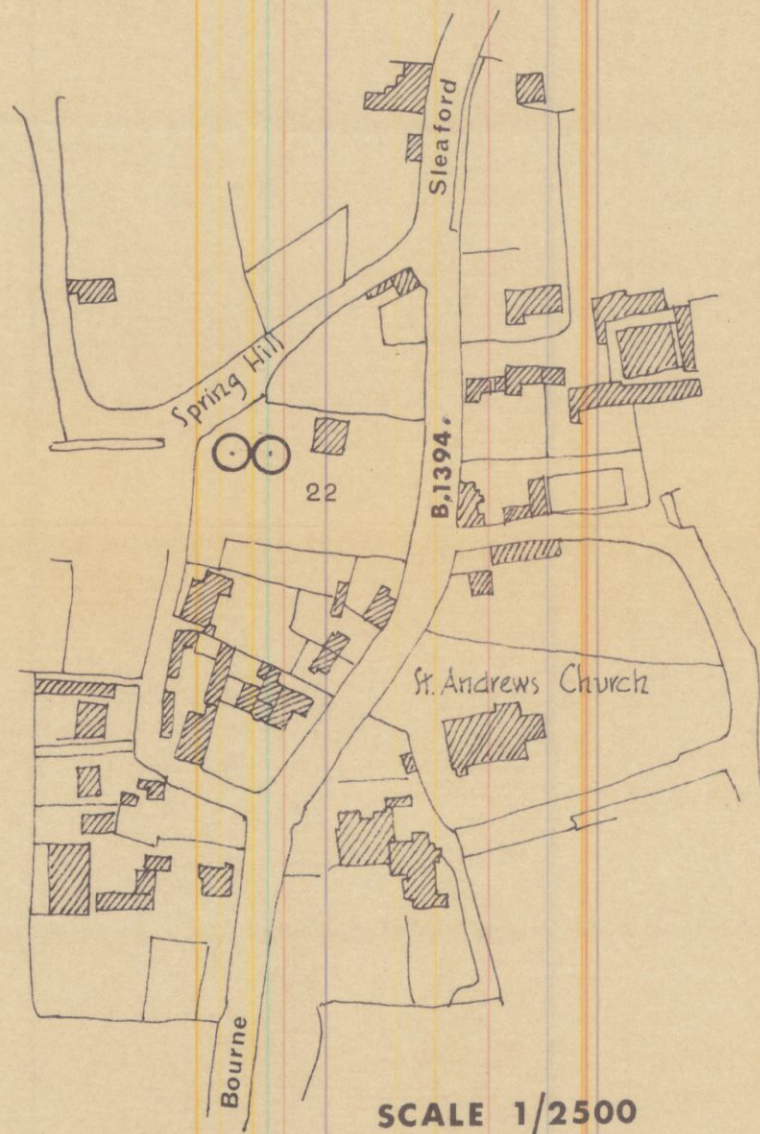 Sleaford
Spring Hill
B,1394.
22
St. Andrews Church
Bourne
SCALE 1/2500